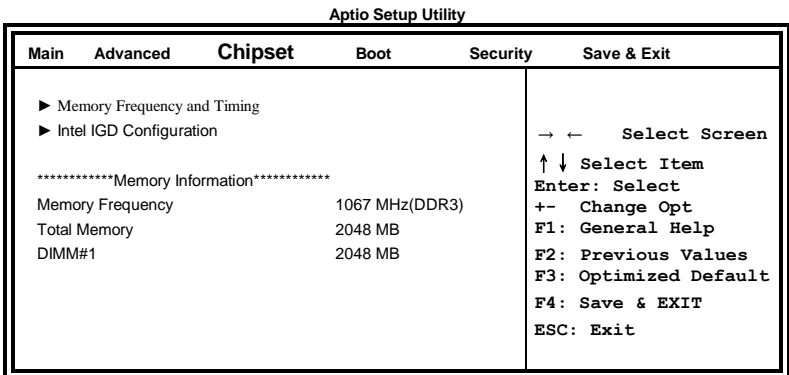 Aptio Setup Utility
Main Advanced Chipset Boot Security Save & Exit
► Memory Frequency and Timing
► Intel IGD Configuration
************Memory Information************
Memory Frequency 1067 MHz(DDR3)
Total Memory 2048 MB
DIMM#1 2048 MB
→ ← Select Screen
↑↓ Select Item
Enter: Select
+- Change Opt
F1: General Help
F2: Previous Values
F3: Optimized Default
F4: Save & EXIT
ESC: Exit